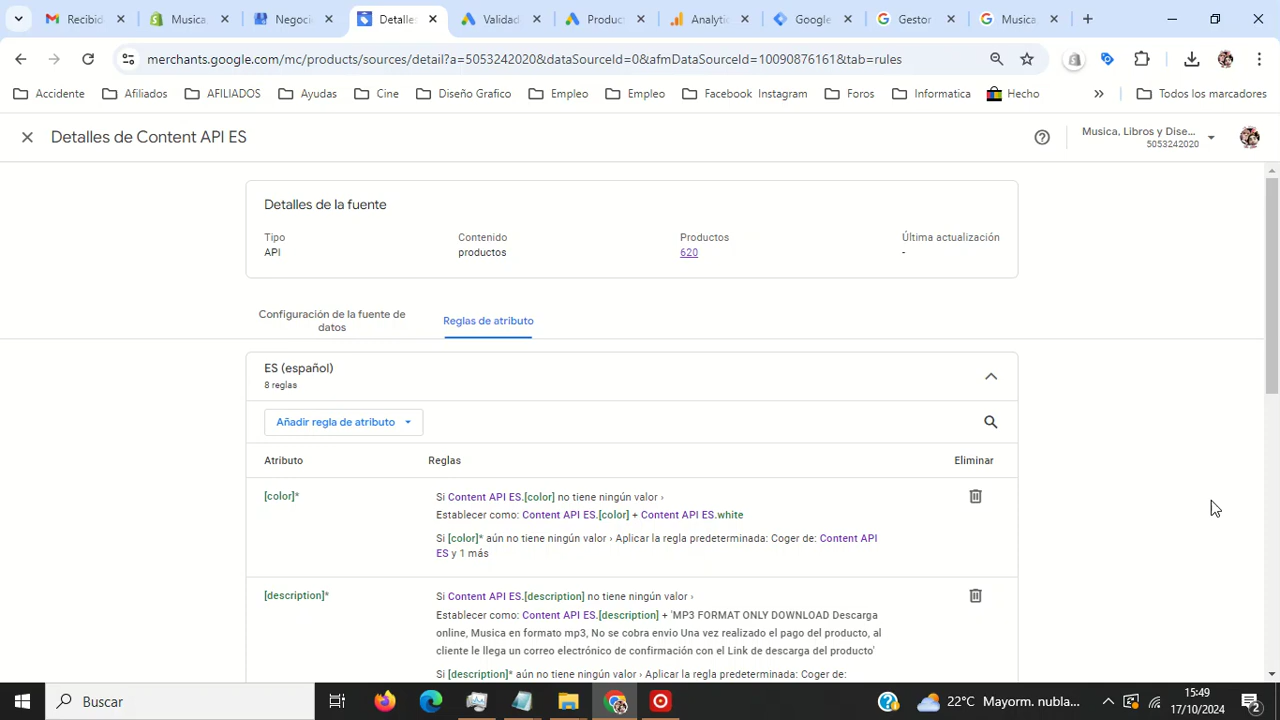 Recibid
Musica
Negocio
Detalles
Validad
Product
Analytic
Google
Gestor
Musica
merchants.google.com/mc/products/sources/detail?a=5053242020&dataSourceId=0&afmDataSourceId=10090876161&tab=rules
Accidente
Afiliados
AFILIADOS
Ayudas
Cine
Diseño Grafico
Empleo
Empleo
Facebook Instagram
Foros
Informatica
Hecho
Todos los marcadores
Detalles de Content API ES
Musica, Libros y Dise...
5053242020
Detalles de la fuente
Tipo
API
Contenido
productos
Productos
620
Última actualización
-
Configuración de la fuente de
datos
Reglas de atributo
ES (español)
8 reglas
Añadir regla de atributo
Atributo
Reglas
Eliminar
[color]*
Si Content API ES.[color] no tiene ningún valor ›
Establecer como: Content API ES.[color] + Content API ES.white
Si [color]* aún no tiene ningún valor › Aplicar la regla predeterminada: Coger de: Content API
ES y 1 más
[description]*
Si Content API ES.[description] no tiene ningún valor ›
Establecer como: Content API ES.[description] + 'MP3 FORMAT ONLY DOWNLOAD Descarga
online, Musica en formato mp3, No se cobra envio Una vez realizado el pago del producto, al
cliente le llega un correo electrónico de confirmación con el Link de descarga del producto'
Si [description]* aún no tiene ningún valor › Aplicar la regla predeterminada: Coger de:
Buscar
22°C Mayorm. nubla...
15:49
17/10/2024
2